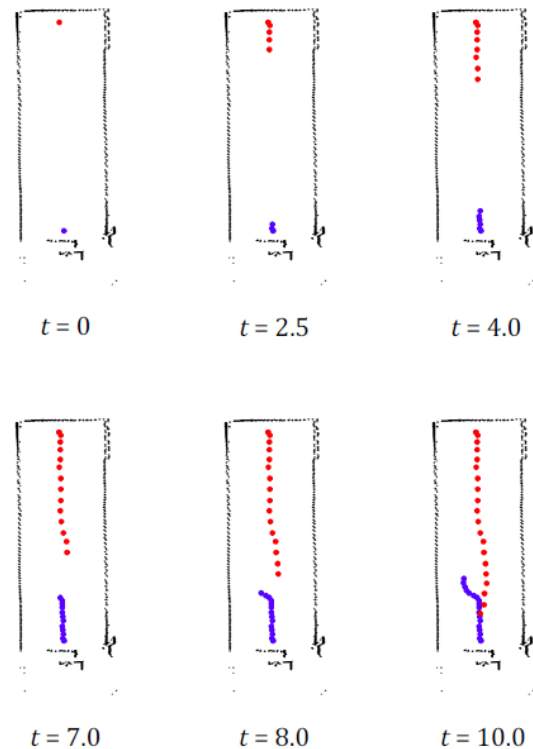 t = 0
t = 2.5
t = 4.0
t = 7.0
t = 8.0
t = 10.0